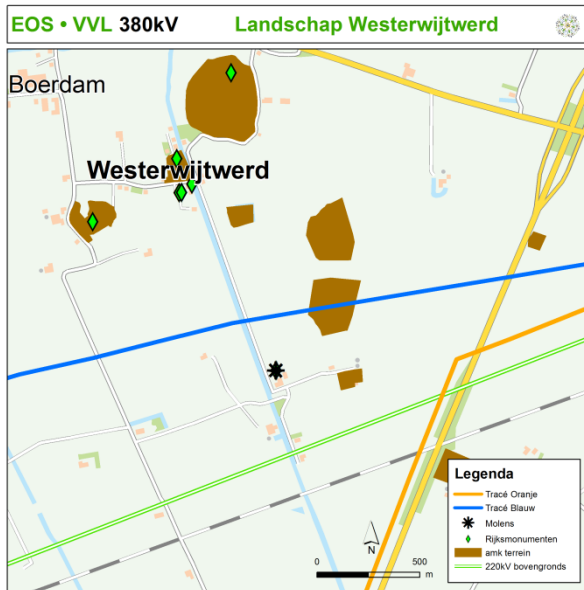 EOS • VVL 380kV Landschap Westerwijtwerd
Boerdam
Westerwijtwerd
Legenda
Tracé Oranje
Tracé Blauw
Molens
Rijksmonumenten
amk terrein
220kV bovengronds
N
0 500
m